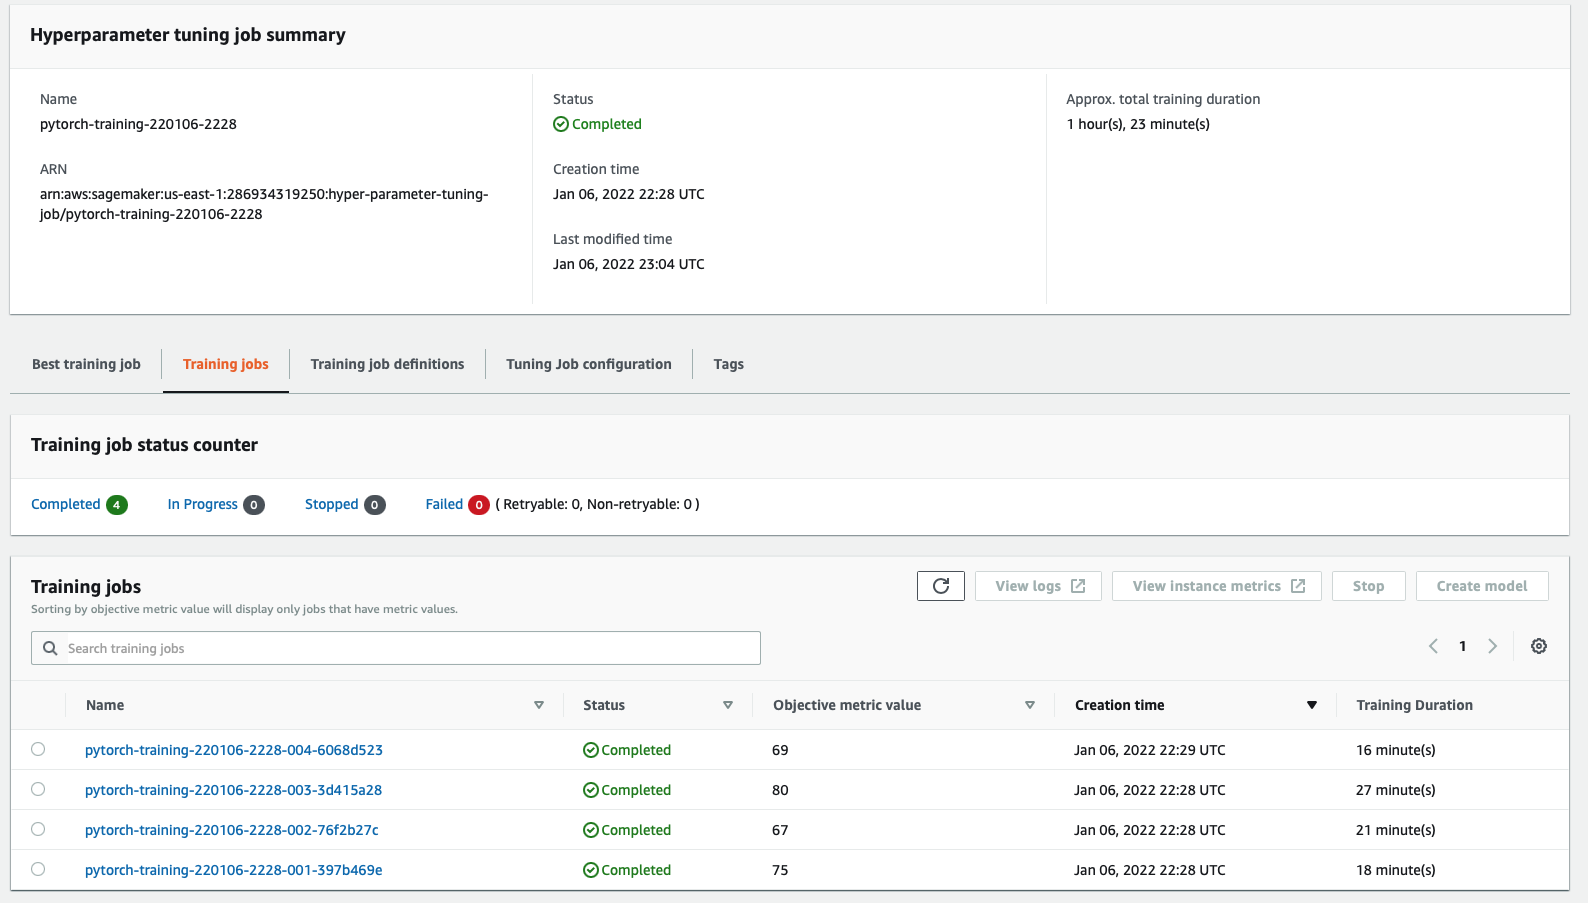 Hyperparameter tuning job summary
Name
pytorch-training-220106-2228
ARN
arn:aws:sagemaker:us-east-1:286934319250:hyper-parameter-tuning-
job/pytorch-training-220106-2228
Status
Completed
Creation time
Jan 06, 2022 22:28 UTC
Last modified time
Jan 06, 2022 23:04 UTC
Approx. total training duration
1 hour(s), 23 minute(s)
Best training job Training jobs Training job definitions Tuning Job configuration Tags
Training job status counter
Completed 4 In Progress 0 Stopped 0 Failed 0 ( Retryable: 0, Non-retryable: 0 )
Training jobs
Sorting by objective metric value will display only jobs that have metric values.
View logs View instance metrics Stop Create model
Search training jobs
1
Name Status Objective metric value Creation time Training Duration
pytorch-training-220106-2228-004-6068d523 Completed 69 Jan 06, 2022 22:29 UTC 16 minute(s)
pytorch-training-220106-2228-003-3d415a28 Completed 80 Jan 06, 2022 22:28 UTC 27 minute(s)
pytorch-training-220106-2228-002-76f2b27c Completed 67 Jan 06, 2022 22:28 UTC 21 minute(s)
pytorch-training-220106-2228-001-397b469e Completed 75 Jan 06, 2022 22:28 UTC 18 minute(s)